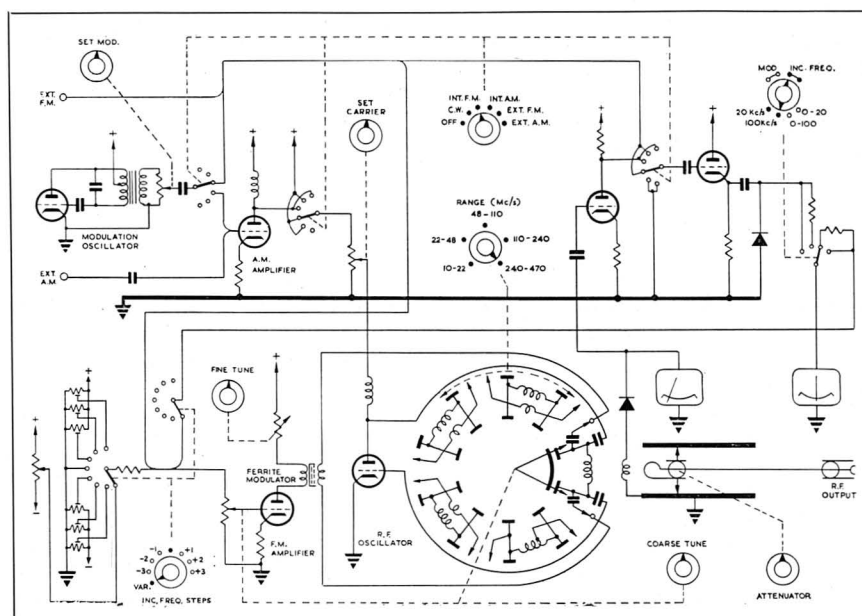 SET MOD.
EXT.
F.M.
MODULATION
OSCILLATOR
EXT
A.M.
A.M.
AMPLIFIER
SET
CARRIER
INT.F.M. INT.A.M.
C.W. EXT. F.M.
OFF EXT. A.M.
RANGE (Mc/s)
48-110
22-48 110-240
10-22 240-470
MOD INC. FREQ.
20 Kc/s 0-20
100Kc/s 0-100
FINE TUNE
FERRITE
MODULATOR
F.M.
AMPLIFIER
R.F.
OSCILLATOR
-1 +1
-2 +2
-3 +3
VAR.
INC. FREQ. STEPS
COARSE TUNE
ATTENUATOR
R.F.
OUTPUT
+
+
+
+
+
+
+
+
+
-
-